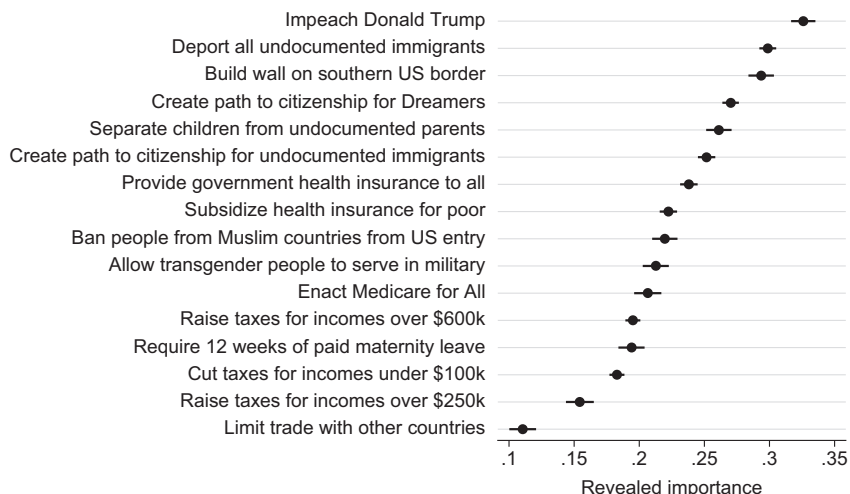 Impeach Donald Trump
Deport all undocumented immigrants
Build wall on southern US border
Create path to citizenship for Dreamers
Separate children from undocumented parents
Create path to citizenship for undocumented immigrants
Provide government health insurance to all
Subsidize health insurance for poor
Ban people from Muslim countries from US entry
Allow transgender people to serve in military
Enact Medicare for All
Raise taxes for incomes over $600k
Require 12 weeks of paid maternity leave
Cut taxes for incomes under $100k
Raise taxes for incomes over $250k
Limit trade with other countries
.1 .15 .2 .25 .3 .35
Revealed importance